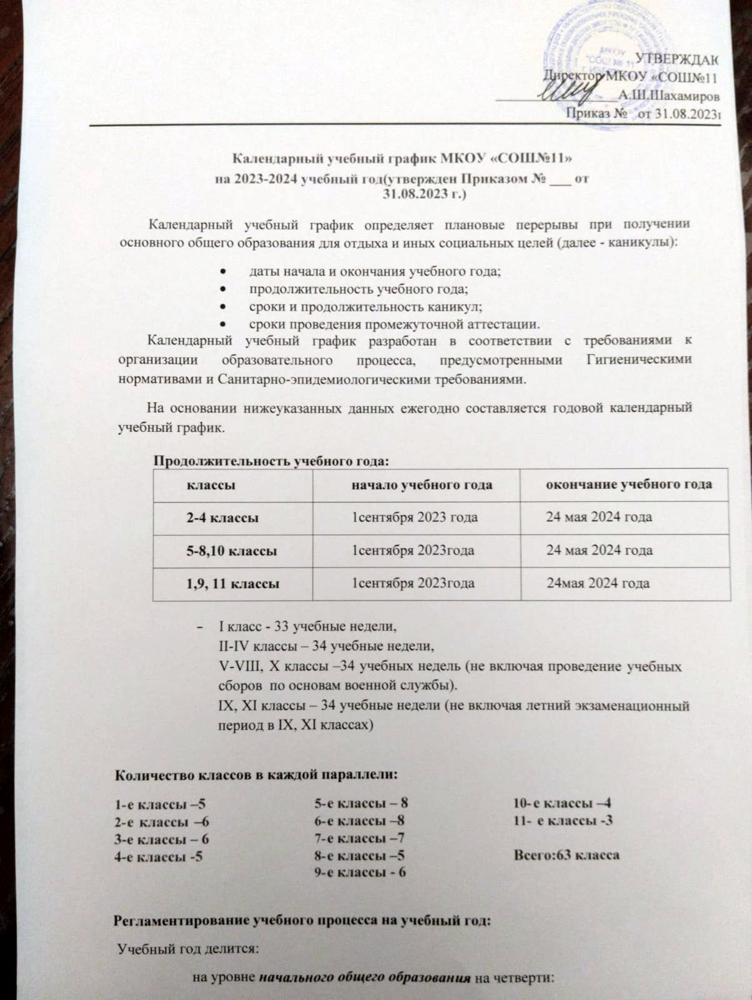 МКОУ
"СОШ № 11"
УТВЕРЖДАК
Директор МКОУ «СОШ№11
А.Ш.Шахамиров
Приказ № от 31.08.2023г
Календарный учебный график МКОУ «СОШ№11»
на 2023-2024 учебный год(утвержден Приказом № ___ от
31.08.2023 г.)
Календарный учебный график определяет плановые перерывы при получении
основного общего образования для отдыха и иных социальных целей (далее - каникулы):
• даты начала и окончания учебного года;
• продолжительность учебного года;
• сроки и продолжительность каникул;
• сроки проведения промежуточной аттестации.
Календарный учебный график разработан в соответствии с требованиями к
организации образовательного процесса, предусмотренными Гигиеническими
нормативами и Санитарно-эпидемиологическими требованиями.
На основании нижеуказанных данных ежегодно составляется годовой календарный
учебный график.
Продолжительность учебного года:
классы начало учебного года окончание учебного года
2-4 классы 1сентября 2023 года 24 мая 2024 года
5-8,10 классы 1сентября 2023года 24 мая 2024 года
1,9, 11 классы 1сентября 2023года 24мая 2024 года
- I класс - 33 учебные недели,
II-IV классы – 34 учебные недели,
V-VIII, X классы –34 учебных недель (не включая проведение учебных
сборов по основам военной службы).
IX, XI классы – 34 учебные недели (не включая летний экзаменационный
период в IX, XI классах)
Количество классов в каждой параллели:
1-е классы –5 5-е классы – 8 10-е классы –4
2-е классы –6 6-е классы –8 11- е классы -3
3-е классы – 6 7-е классы –7
4-е классы -5 8-е классы –5 Всего:63 класса
9-е классы - 6
Регламентирование учебного процесса на учебный год:
Учебный год делится:
на уровне начального общего образования на четверти: